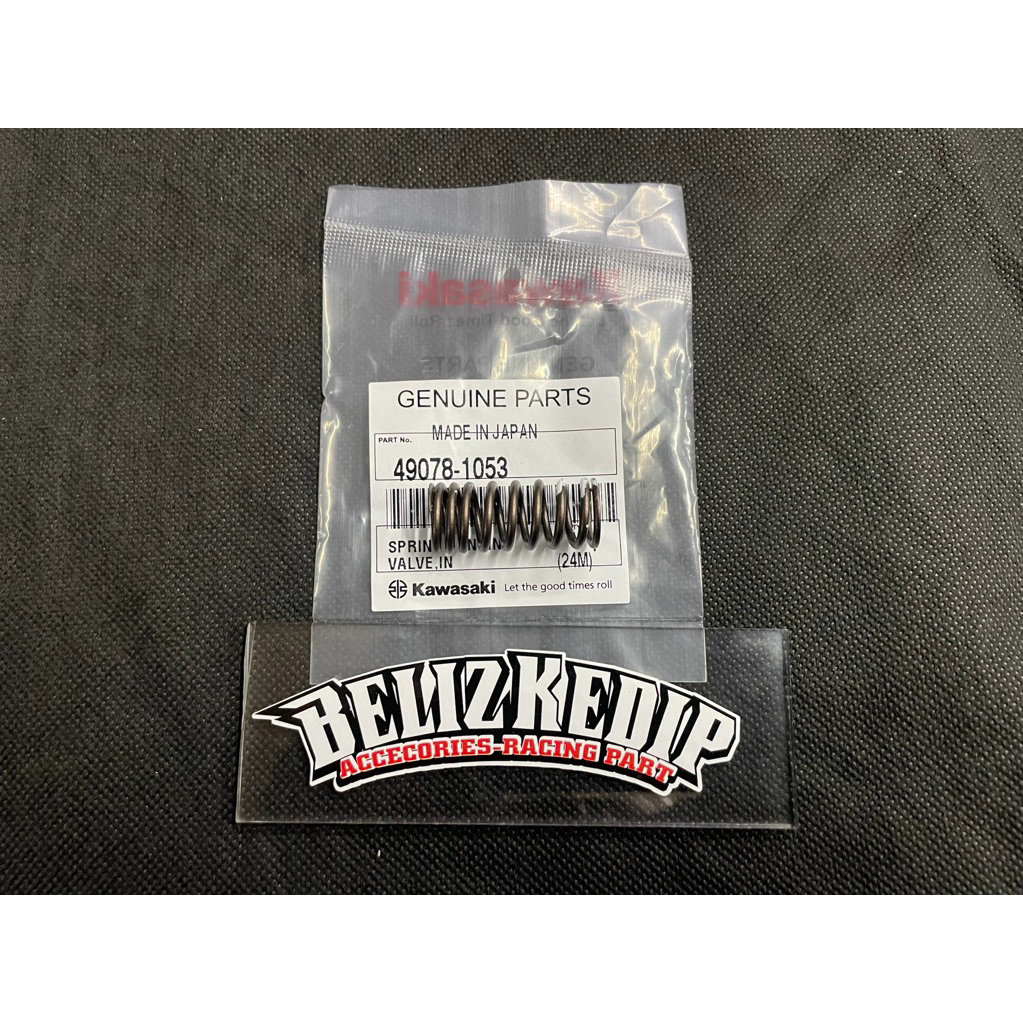 Kawasaki
GENUINE PARTS
MADE IN JAPAN
PART No.
49078-1053
VALVE,IN (24M)
Kawasaki Let the good times roll
BELIZKEDIP
ACCECORIES-RACING PART